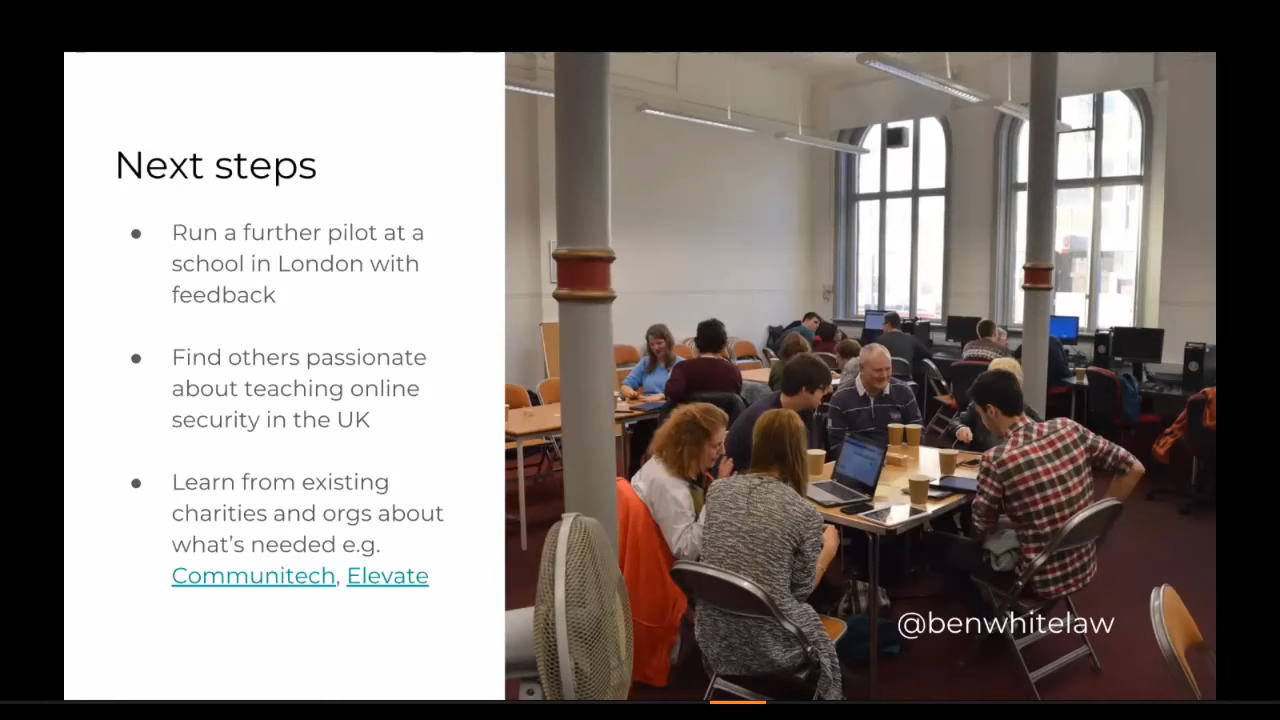 Next steps
● Run a further pilot at a
school in London with
feedback
● Find others passionate
about teaching online
security in the UK
● Learn from existing
charities and orgs about
what's needed e.g.
Communitech, Elevate
@benwhitelaw